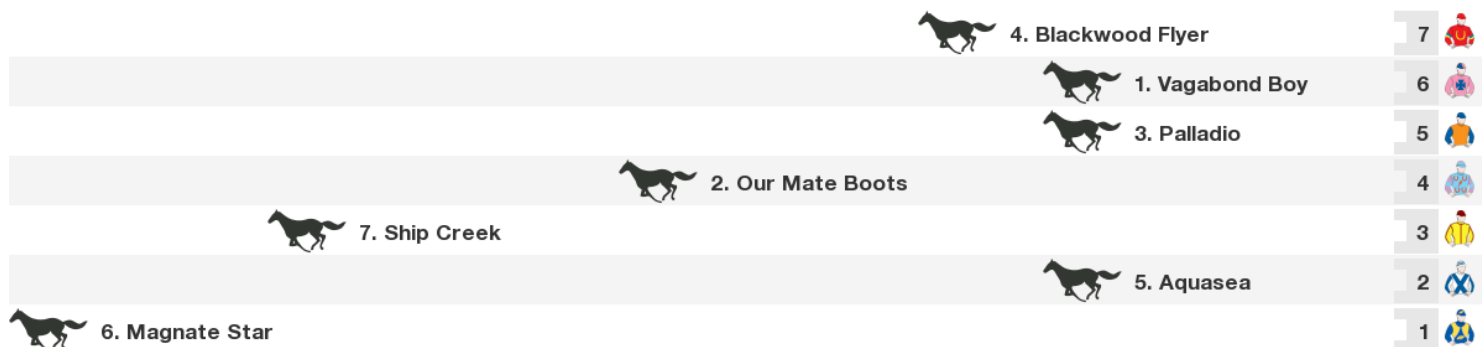 4. Blackwood Flyer 7
1. Vagabond Boy 6
3. Palladio 5
2. Our Mate Boots 4
7. Ship Creek 3
5. Aquasea 2
6. Magnate Star 1